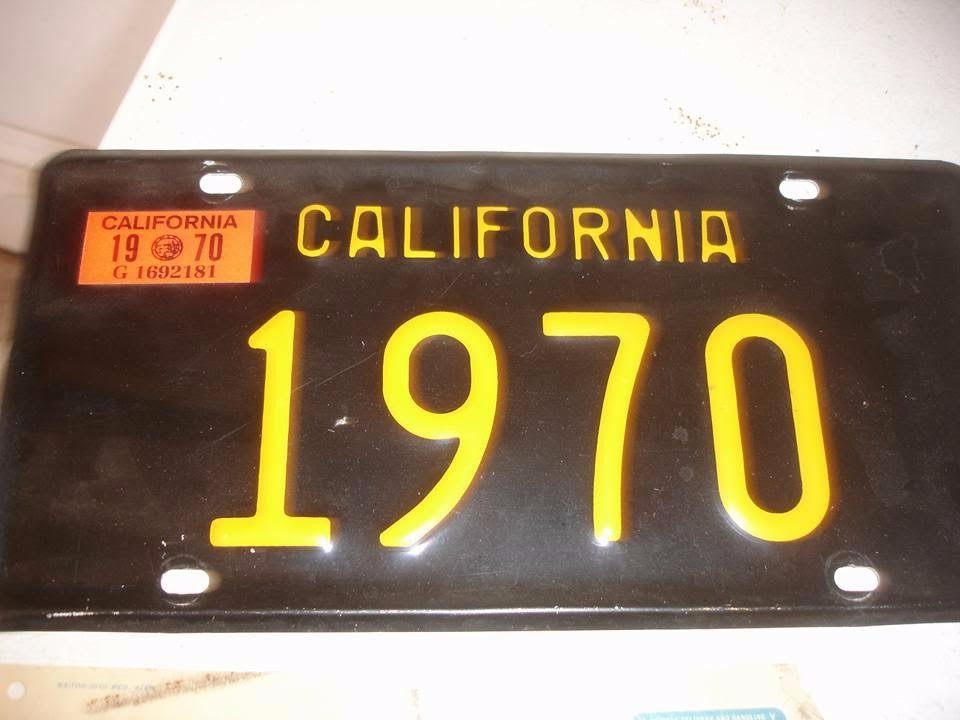 CALIFORNIA
19 70
G 1692181
CALIFORNIA
1970